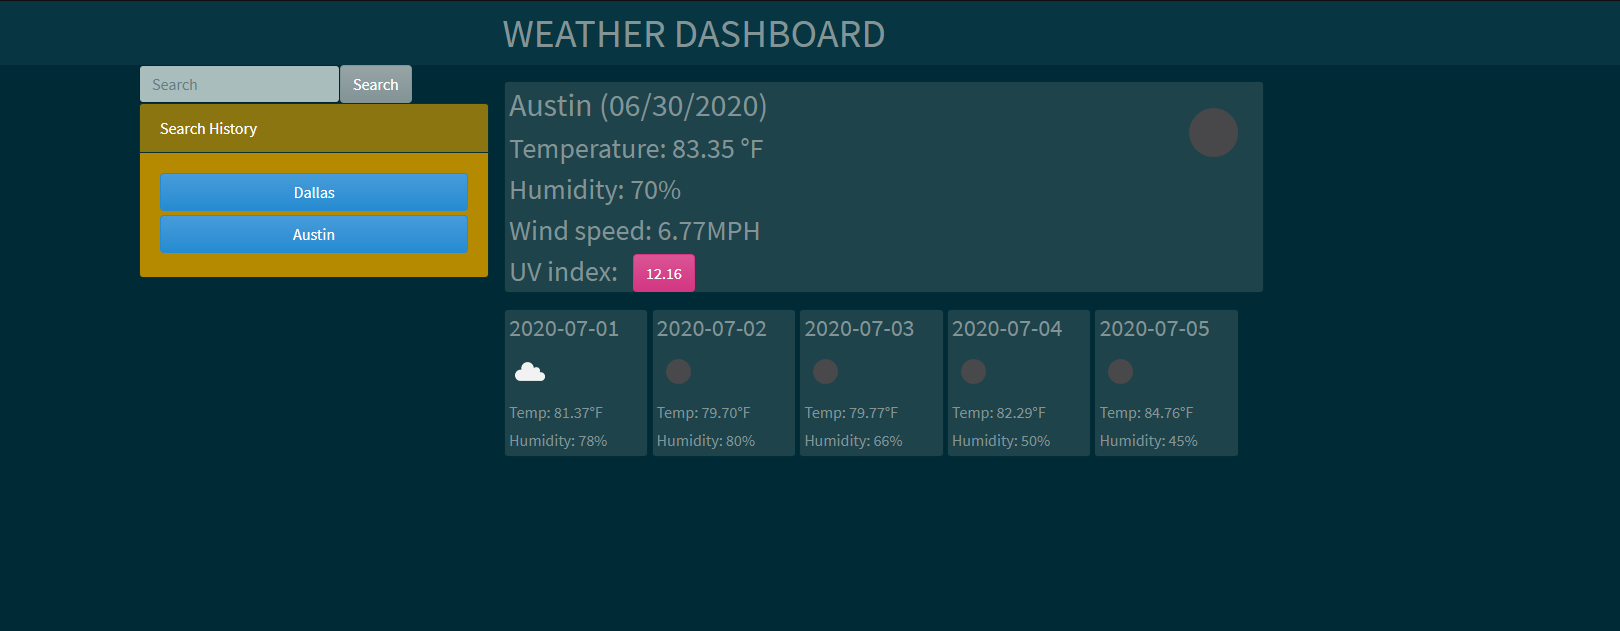 WEATHER DASHBOARD
Search
Search
Search History
Dallas
Austin
Austin (06/30/2020)
Temperature: 83.35 °F
Humidity: 70%
Wind speed: 6.77MPH
UV index: 12.16
2020-07-01
Temp: 81.37°F
Humidity: 78%
2020-07-02
Temp: 79.70°F
Humidity: 80%
2020-07-03
Temp: 79.77°F
Humidity: 66%
2020-07-04
Temp: 82.29°F
Humidity: 50%
2020-07-05
Temp: 84.76°F
Humidity: 45%